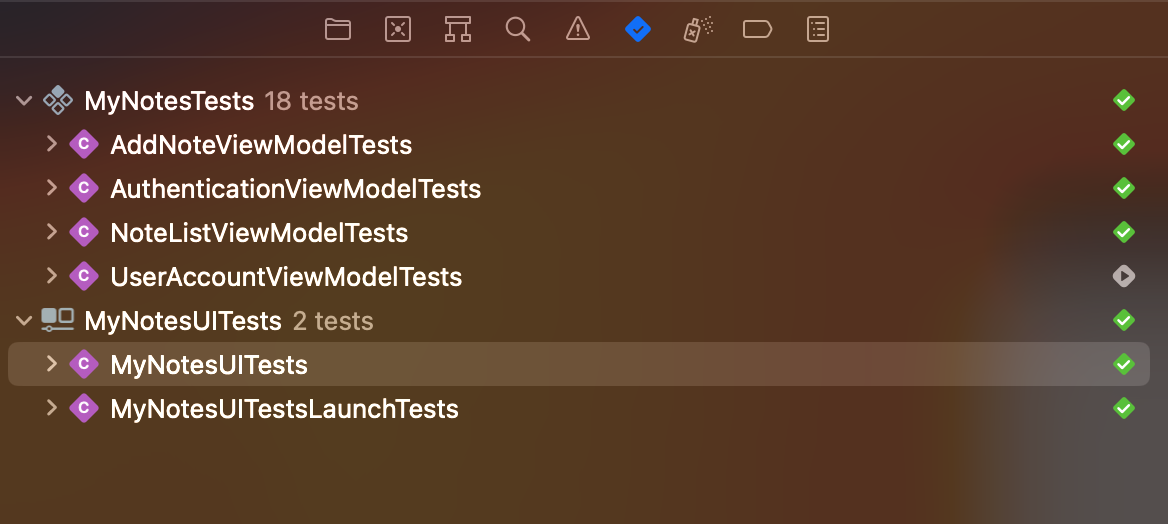 MyNotesTests 18 tests
C AddNoteViewModelTests
C AuthenticationViewModelTests
C NoteListViewModelTests
C UserAccountViewModelTests
MyNotesUITests 2 tests
C MyNotesUITests
C MyNotesUITestsLaunchTests